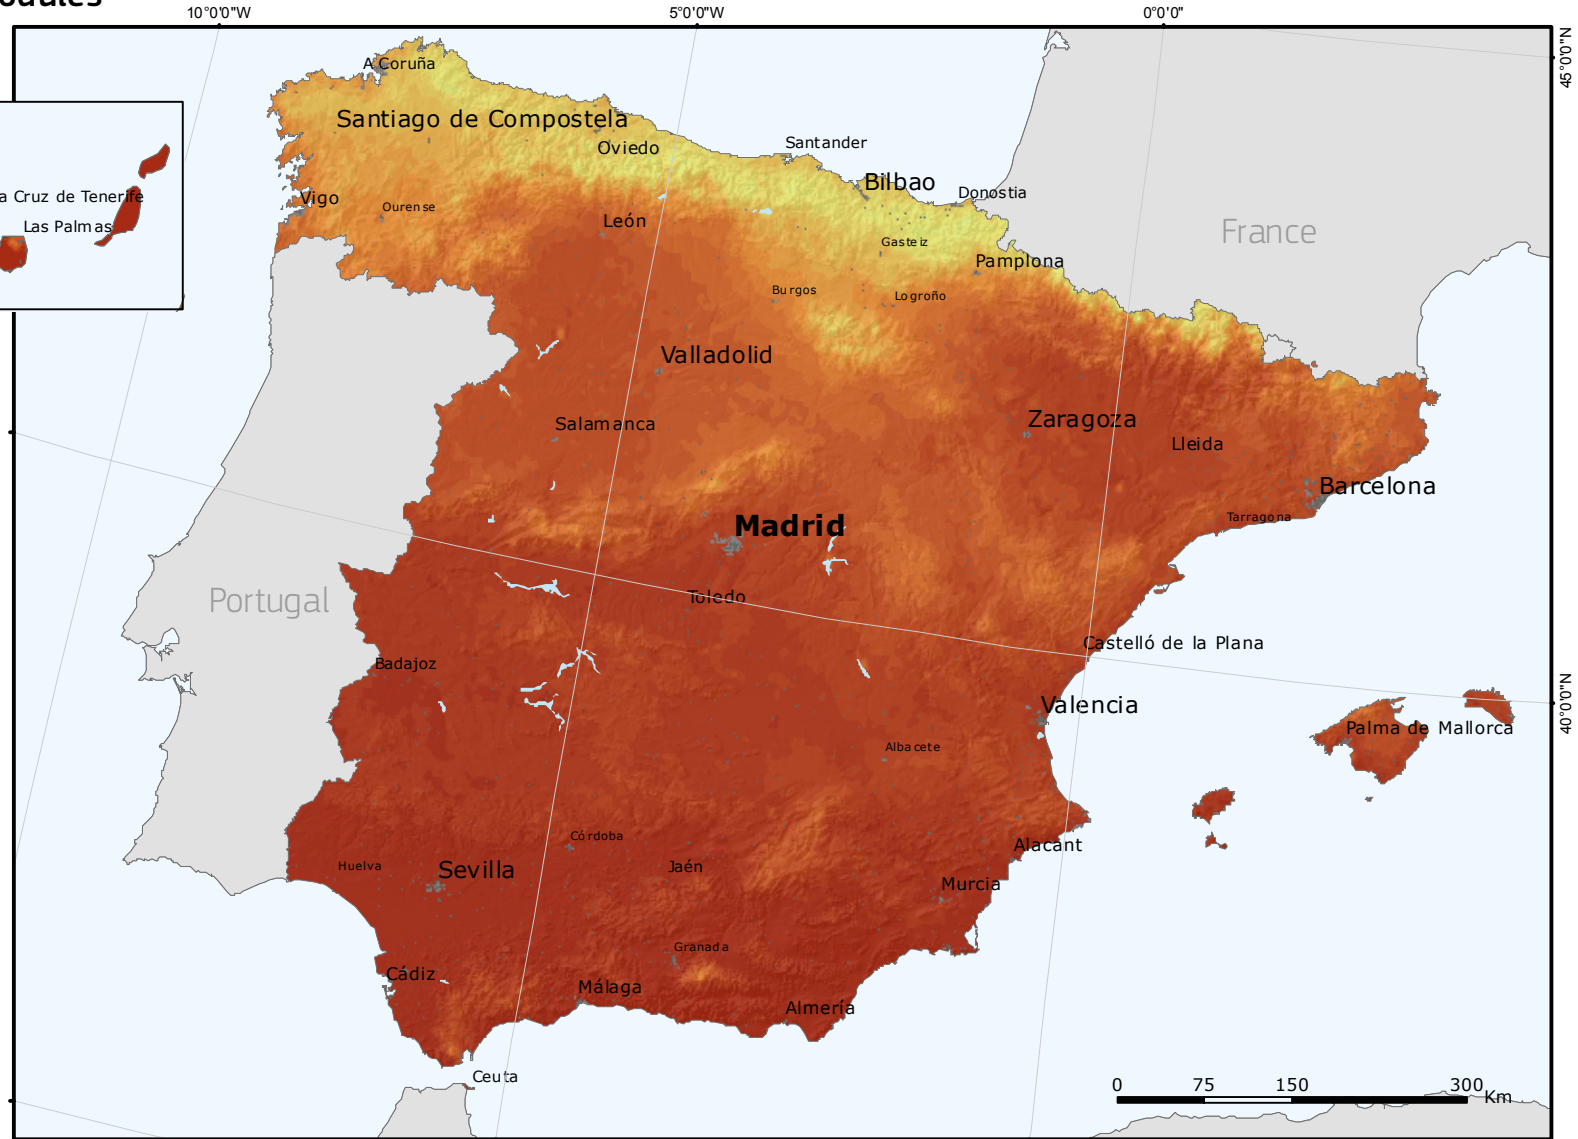 10°0'0"W
5°0'0"W
0°0'0"
45°0'0"N
A Coruña
Santiago de Compostela
Oviedo
Santander
Bilbao
Donostia
a Cruz de Tenerife
Las Palmas
Vigo
Ourense
León
Gasteiz
Pamplona
France
Burgos
Logroño
Valladolid
Salamanca
Zaragoza
Lleida
Barcelona
Tarragona
Madrid
Toledo
Portugal
Castelló de la Plana
Badajoz
40°0'0"N
Valencia
Palma de Mallorca
Albacete
Córdoba
Alacant
Huelva
Sevilla
Jaén
Murcia
Granada
Cádiz
Málaga
Almería
Ceuta
0 75 150 300
Km